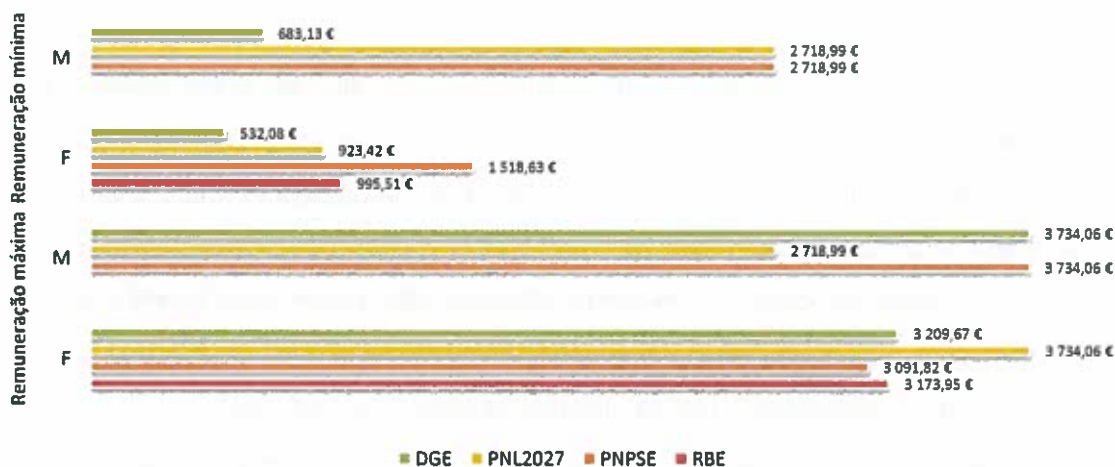 Remuneração mínima
M
683,13 €
2 718,99 €
2 718,99 €
F
532,08 €
923,42 €
1 518,63 €
995,51 €
Remuneração máxima
M
3 734,06 €
2 718,99 €
3 734,06 €
F
3 209,67 €
3 734,06 €
3 091,82 €
3 173,95 €
DGE PNL2027 PNPSE RBE